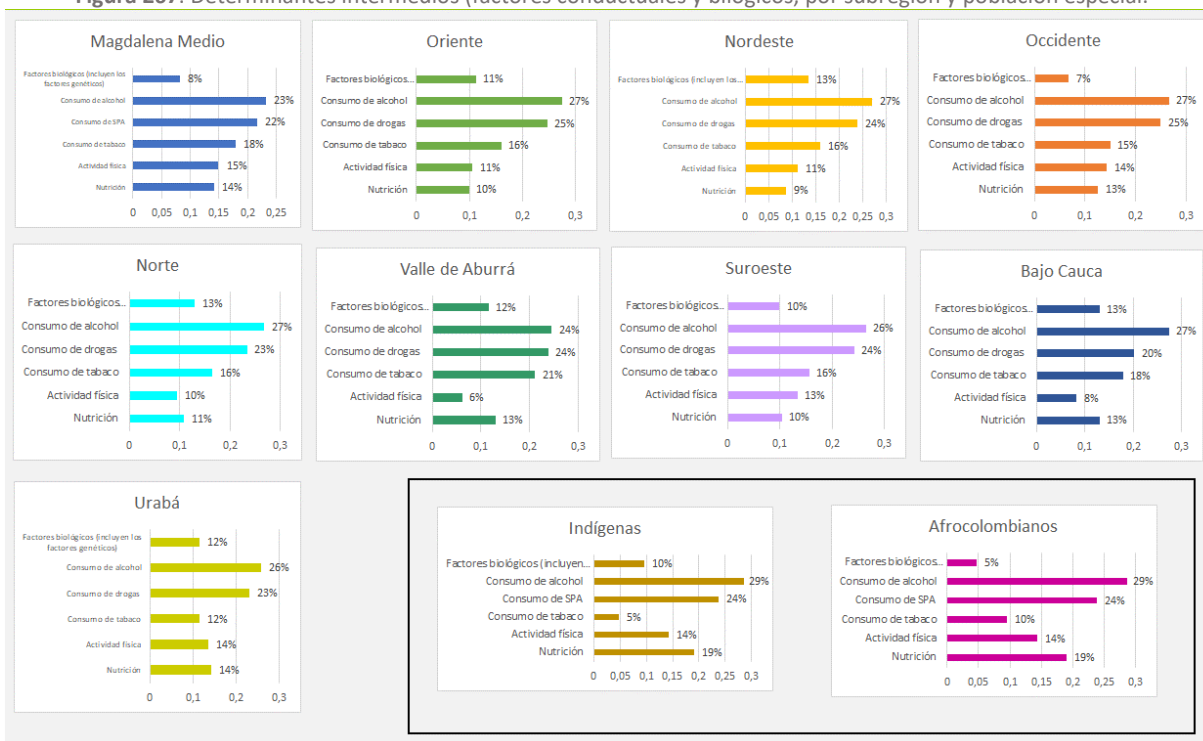 Figura 207. Determinantes intermedios (factores conductuales y bilógicos, por subregión y población especial.
Magdalena Medio
Factores biológicos (incluyen los
factores genéticos)
8%
Consumo de alcohol
23%
Consumo de SPA
22%
Consumo de tabaco
18%
Actividad física
15%
Nutrición
14%
0 0,05 0,1 0,15 0,2 0,25
Oriente
Factores biológicos...
11%
Consumo de alcohol
27%
Consumo de drogas
25%
Consumo de tabaco
16%
Actividad física
11%
Nutrición
10%
0 0,1 0,2 0,3
Nordeste
Factores biológicos (incluyen los...
13%
Consumo de alcohol
27%
Consumo de drogas
24%
Consumo de tabaco
16%
Actividad física
11%
Nutrición
9%
0 0,05 0,1 0,15 0,2 0,25 0,3
Occidente
Factores biológicos...
7%
Consumo de alcohol
27%
Consumo de drogas
25%
Consumo de tabaco
15%
Actividad física
14%
Nutrición
13%
0 0,1 0,2 0,3
Norte
Factores biológicos...
13%
Consumo de alcohol
27%
Consumo de drogas
23%
Consumo de tabaco
16%
Actividad física
10%
Nutrición
11%
0 0,1 0,2 0,3
Valle de Aburrá
Factores biológicos...
12%
Consumo de alcohol
24%
Consumo de drogas
24%
Consumo de tabaco
21%
Actividad física
6%
Nutrición
13%
0 0,1 0,2 0,3
Suroeste
Factores biológicos...
10%
Consumo de alcohol
26%
Consumo de drogas
24%
Consumo de tabaco
16%
Actividad física
13%
Nutrición
10%
0 0,1 0,2 0,3
Bajo Cauca
Factores biológicos...
13%
Consumo de alcohol
27%
Consumo de drogas
20%
Consumo de tabaco
18%
Actividad física
8%
Nutrición
13%
0 0,1 0,2 0,3
Urabá
Factores biológicos (incluyen los
factores genéticos)
12%
Consumo de alcohol
26%
Consumo de drogas
23%
Consumo de tabaco
12%
Actividad física
14%
Nutrición
14%
0 0,1 0,2 0,3
Indígenas
Factores biológicos (incluyen...
10%
Consumo de alcohol
29%
Consumo de SPA
24%
Consumo de tabaco
5%
Actividad física
14%
Nutrición
19%
0 0,05 0,1 0,15 0,2 0,25 0,3
Afrocolombianos
Factores biológicos...
5%
Consumo de alcohol
29%
Consumo de SPA
24%
Consumo de tabaco
10%
Actividad física
14%
Nutrición
19%
0 0,05 0,1 0,15 0,2 0,25 0,3